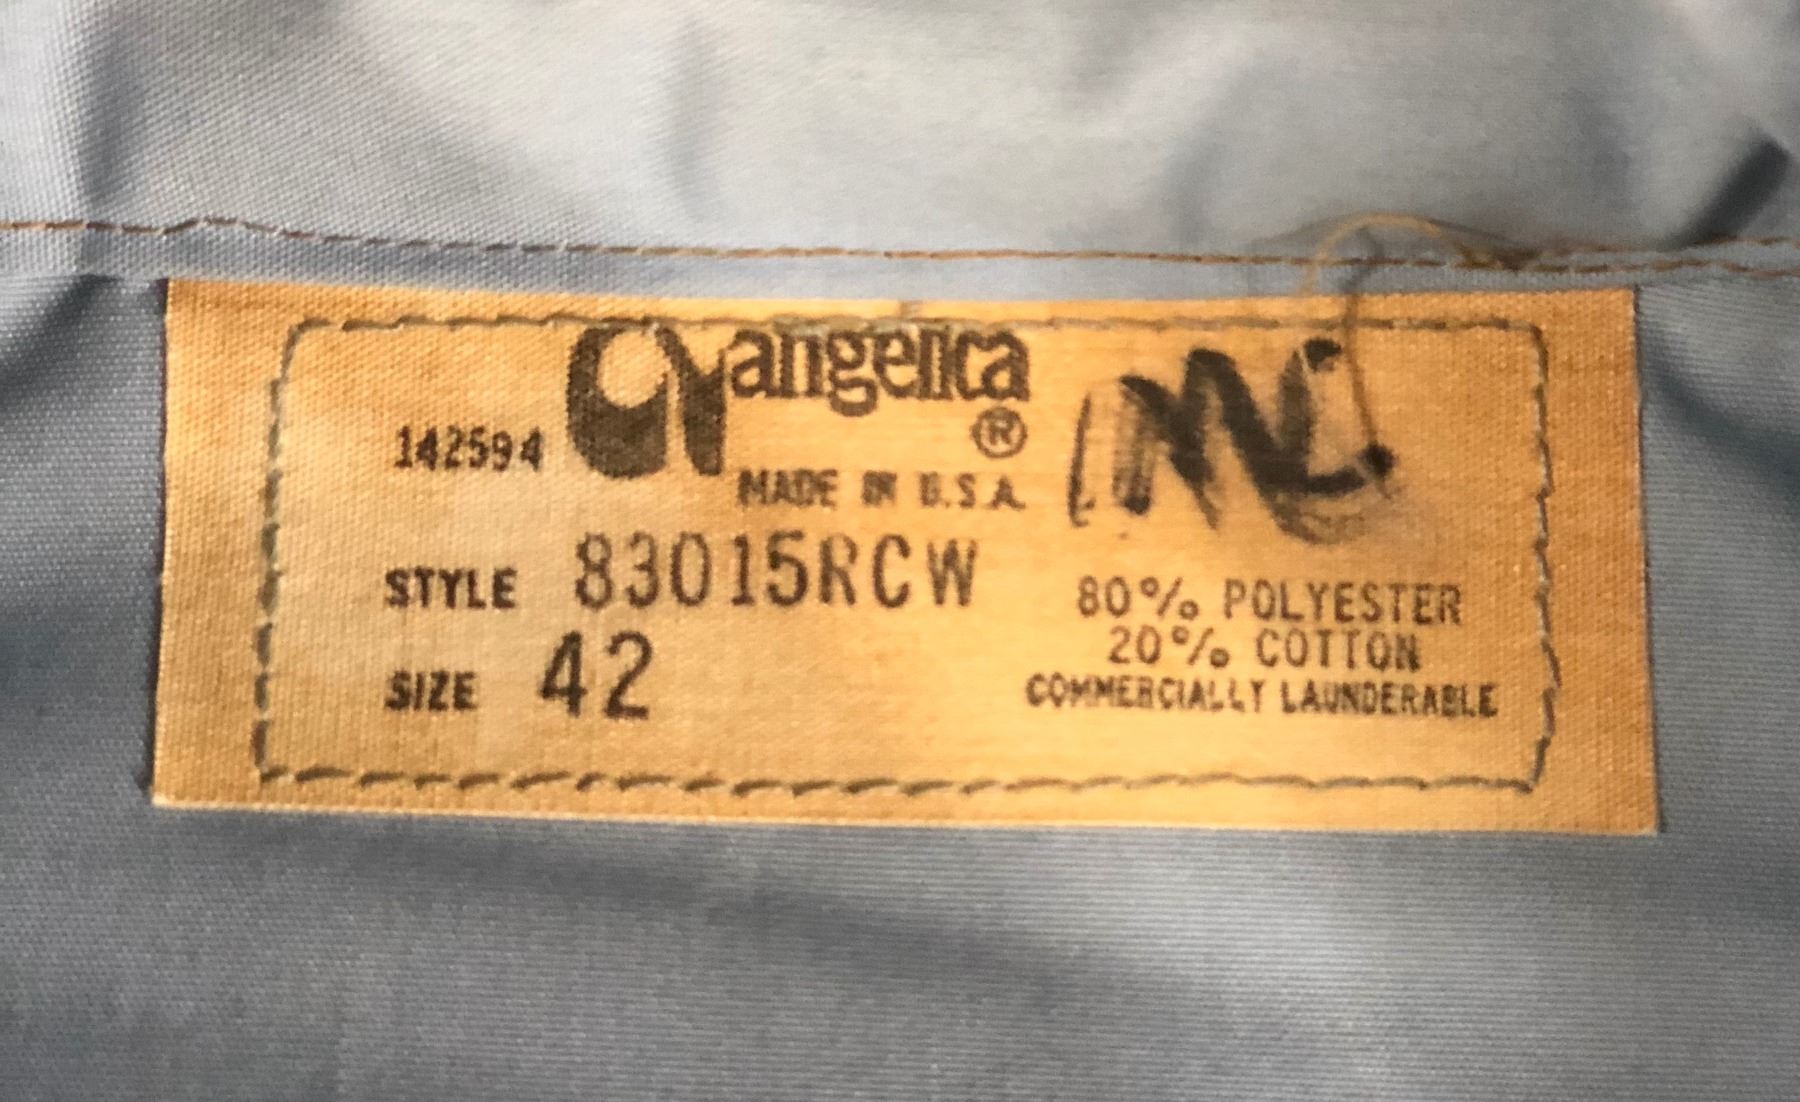 angelica
®
142594
MADE IN U.S.A.
STYLE 83015RCW
SIZE 42
80% POLYESTER
20% COTTON
COMMERCIALLY LAUNDERABLE